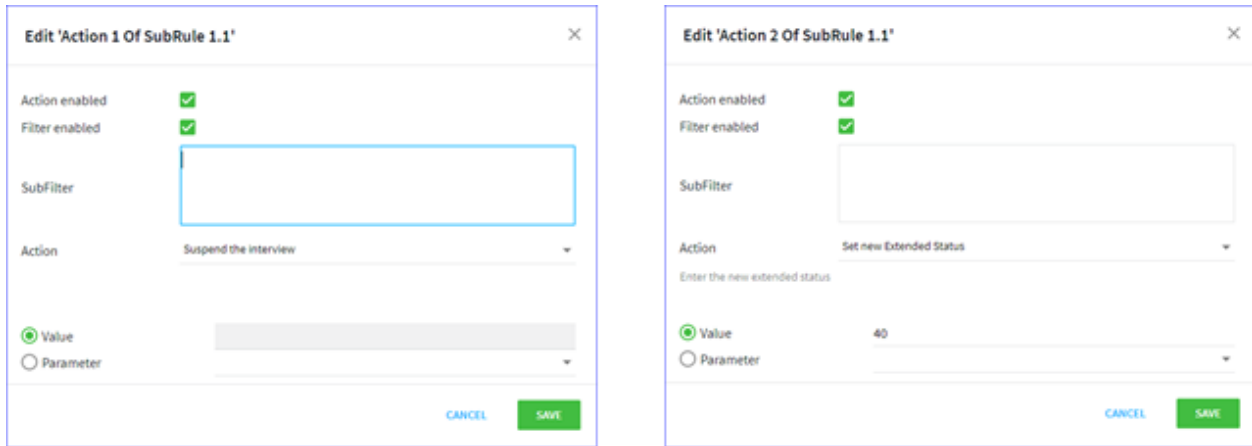 Edit 'Action 1 Of SubRule 1.1'
Action enabled
Filter enabled
SubFilter
Action Suspend the interview
Value
Parameter
CANCEL SAVE
Edit 'Action 2 Of SubRule 1.1'
Action enabled
Filter enabled
SubFilter
Action Set new Extended Status
Enter the new extended status
Value 40
Parameter
CANCEL SAVE